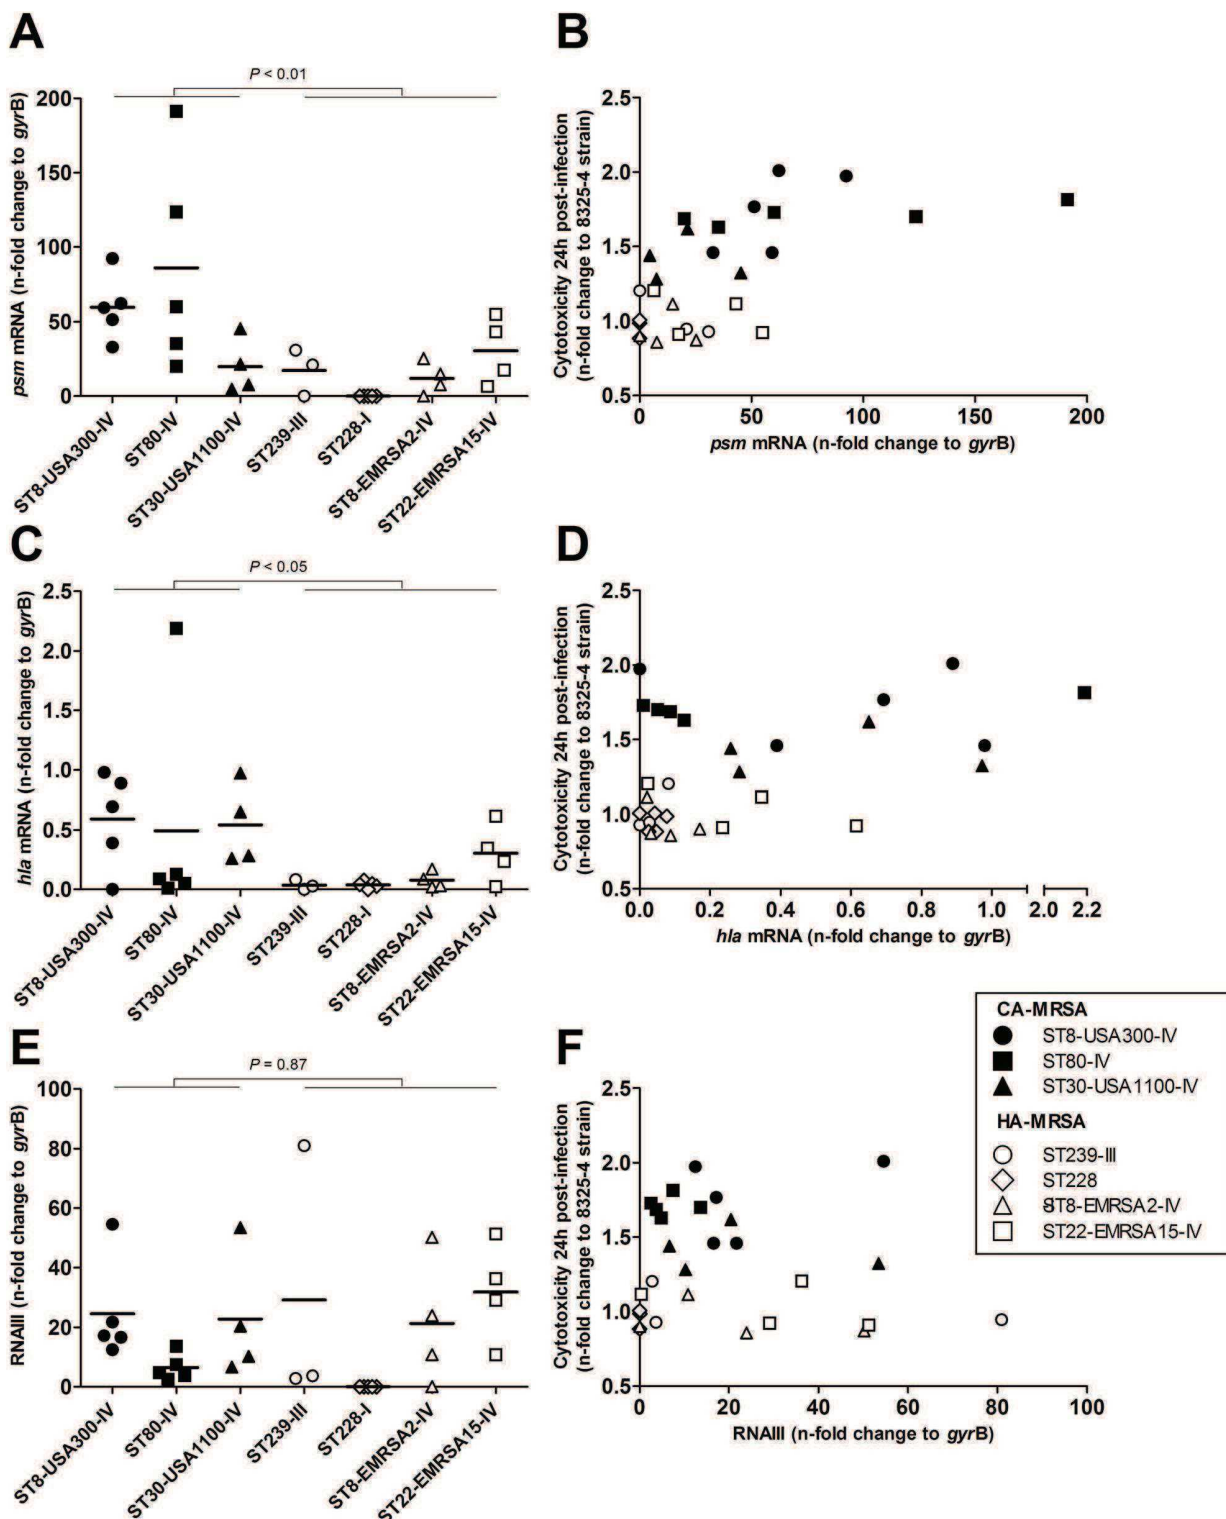 A
P < 0.01
psm mRNA (n-fold change to gyrB)
200
150
100
50
0
ST8-USA300-IV
ST80-IV
ST30-USA1100-IV
ST239-III
ST228-I
ST8-EMRSA2-IV
ST22-EMRSA15-IV
B
Cytotoxicity 24h post-infection
(n-fold change to 8325-4 strain)
2.5
2.0
1.5
1.0
0.5
0
50
100
150
200
psm mRNA (n-fold change to gyrB)
C
P < 0.05
hla mRNA (n-fold change to gyrB)
2.5
2.0
1.5
1.0
0.5
0.0
ST8-USA300-IV
ST80-IV
ST30-USA1100-IV
ST239-III
ST228-I
ST8-EMRSA2-IV
ST22-EMRSA15-IV
D
Cytotoxicity 24h post-infection
(n-fold change to 8325-4 strain)
2.5
2.0
1.5
1.0
0.5
0.0
0.2
0.4
0.6
0.8
1.0
2.0
2.2
hla mRNA (n-fold change to gyrB)
E
P = 0.87
RNAIII (n-fold change to gyrB)
100
80
60
40
20
0
ST8-USA300-IV
ST80-IV
ST30-USA1100-IV
ST239-III
ST228-I
ST8-EMRSA2-IV
ST22-EMRSA15-IV
F
Cytotoxicity 24h post-infection
(n-fold change to 8325-4 strain)
2.5
2.0
1.5
1.0
0.5
0
20
40
60
80
100
RNAIII (n-fold change to gyrB)
CA-MRSA
ST8-USA300-IV
ST80-IV
ST30-USA1100-IV
HA-MRSA
ST239-III
ST228
ST8-EMRSA2-IV
ST22-EMRSA15-IV